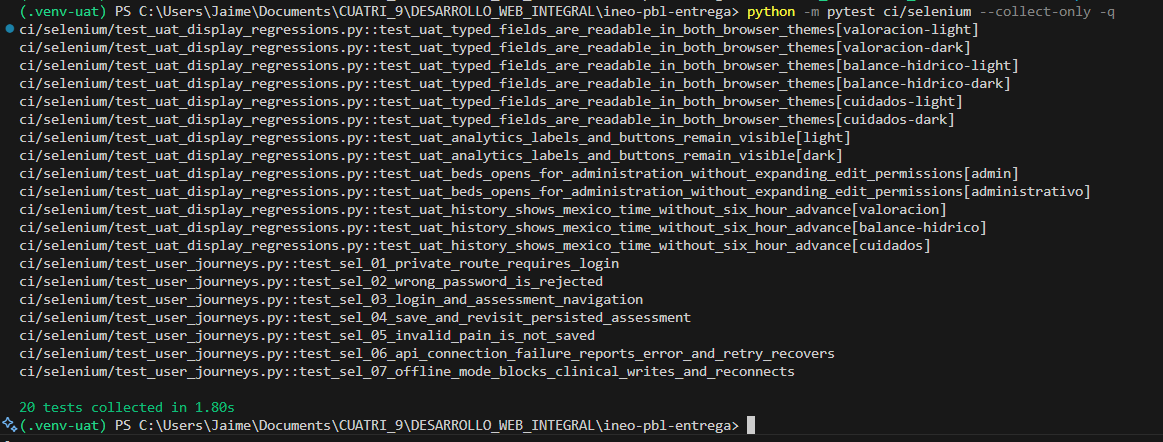 (.venv-uat) PS C:\Users\Jaime\Documents\CUATRI_9\DESARROLLO_WEB_INTEGRAL\ineo-pbl-entrega> python -m pytest ci/selenium --collect-only -q
ci/selenium/test_uat_display_regressions.py::test_uat_typed_fields_are_readable_in_both_browser_themes[valoracion-light]
ci/selenium/test_uat_display_regressions.py::test_uat_typed_fields_are_readable_in_both_browser_themes[valoracion-dark]
ci/selenium/test_uat_display_regressions.py::test_uat_typed_fields_are_readable_in_both_browser_themes[balance-hidrico-light]
ci/selenium/test_uat_display_regressions.py::test_uat_typed_fields_are_readable_in_both_browser_themes[balance-hidrico-dark]
ci/selenium/test_uat_display_regressions.py::test_uat_typed_fields_are_readable_in_both_browser_themes[cuidados-light]
ci/selenium/test_uat_display_regressions.py::test_uat_typed_fields_are_readable_in_both_browser_themes[cuidados-dark]
ci/selenium/test_uat_display_regressions.py::test_uat_analytics_labels_and_buttons_remain_visible[light]
ci/selenium/test_uat_display_regressions.py::test_uat_analytics_labels_and_buttons_remain_visible[dark]
ci/selenium/test_uat_display_regressions.py::test_uat_beds_opens_for_administration_without_expanding_edit_permissions[admin]
ci/selenium/test_uat_display_regressions.py::test_uat_beds_opens_for_administration_without_expanding_edit_permissions[administrativo]
ci/selenium/test_uat_display_regressions.py::test_uat_history_shows_mexico_time_without_six_hour_advance[valoracion]
ci/selenium/test_uat_display_regressions.py::test_uat_history_shows_mexico_time_without_six_hour_advance[balance-hidrico]
ci/selenium/test_uat_display_regressions.py::test_uat_history_shows_mexico_time_without_six_hour_advance[cuidados]
ci/selenium/test_user_journeys.py::test_sel_01_private_route_requires_login
ci/selenium/test_user_journeys.py::test_sel_02_wrong_password_is_rejected
ci/selenium/test_user_journeys.py::test_sel_03_login_and_assessment_navigation
ci/selenium/test_user_journeys.py::test_sel_04_save_and_revisit_persisted_assessment
ci/selenium/test_user_journeys.py::test_sel_05_invalid_pain_is_not_saved
ci/selenium/test_user_journeys.py::test_sel_06_api_connection_failure_reports_error_and_retry_recovers
ci/selenium/test_user_journeys.py::test_sel_07_offline_mode_blocks_clinical_writes_and_reconnects
20 tests collected in 1.80s
(.venv-uat) PS C:\Users\Jaime\Documents\CUATRI_9\DESARROLLO_WEB_INTEGRAL\ineo-pbl-entrega>